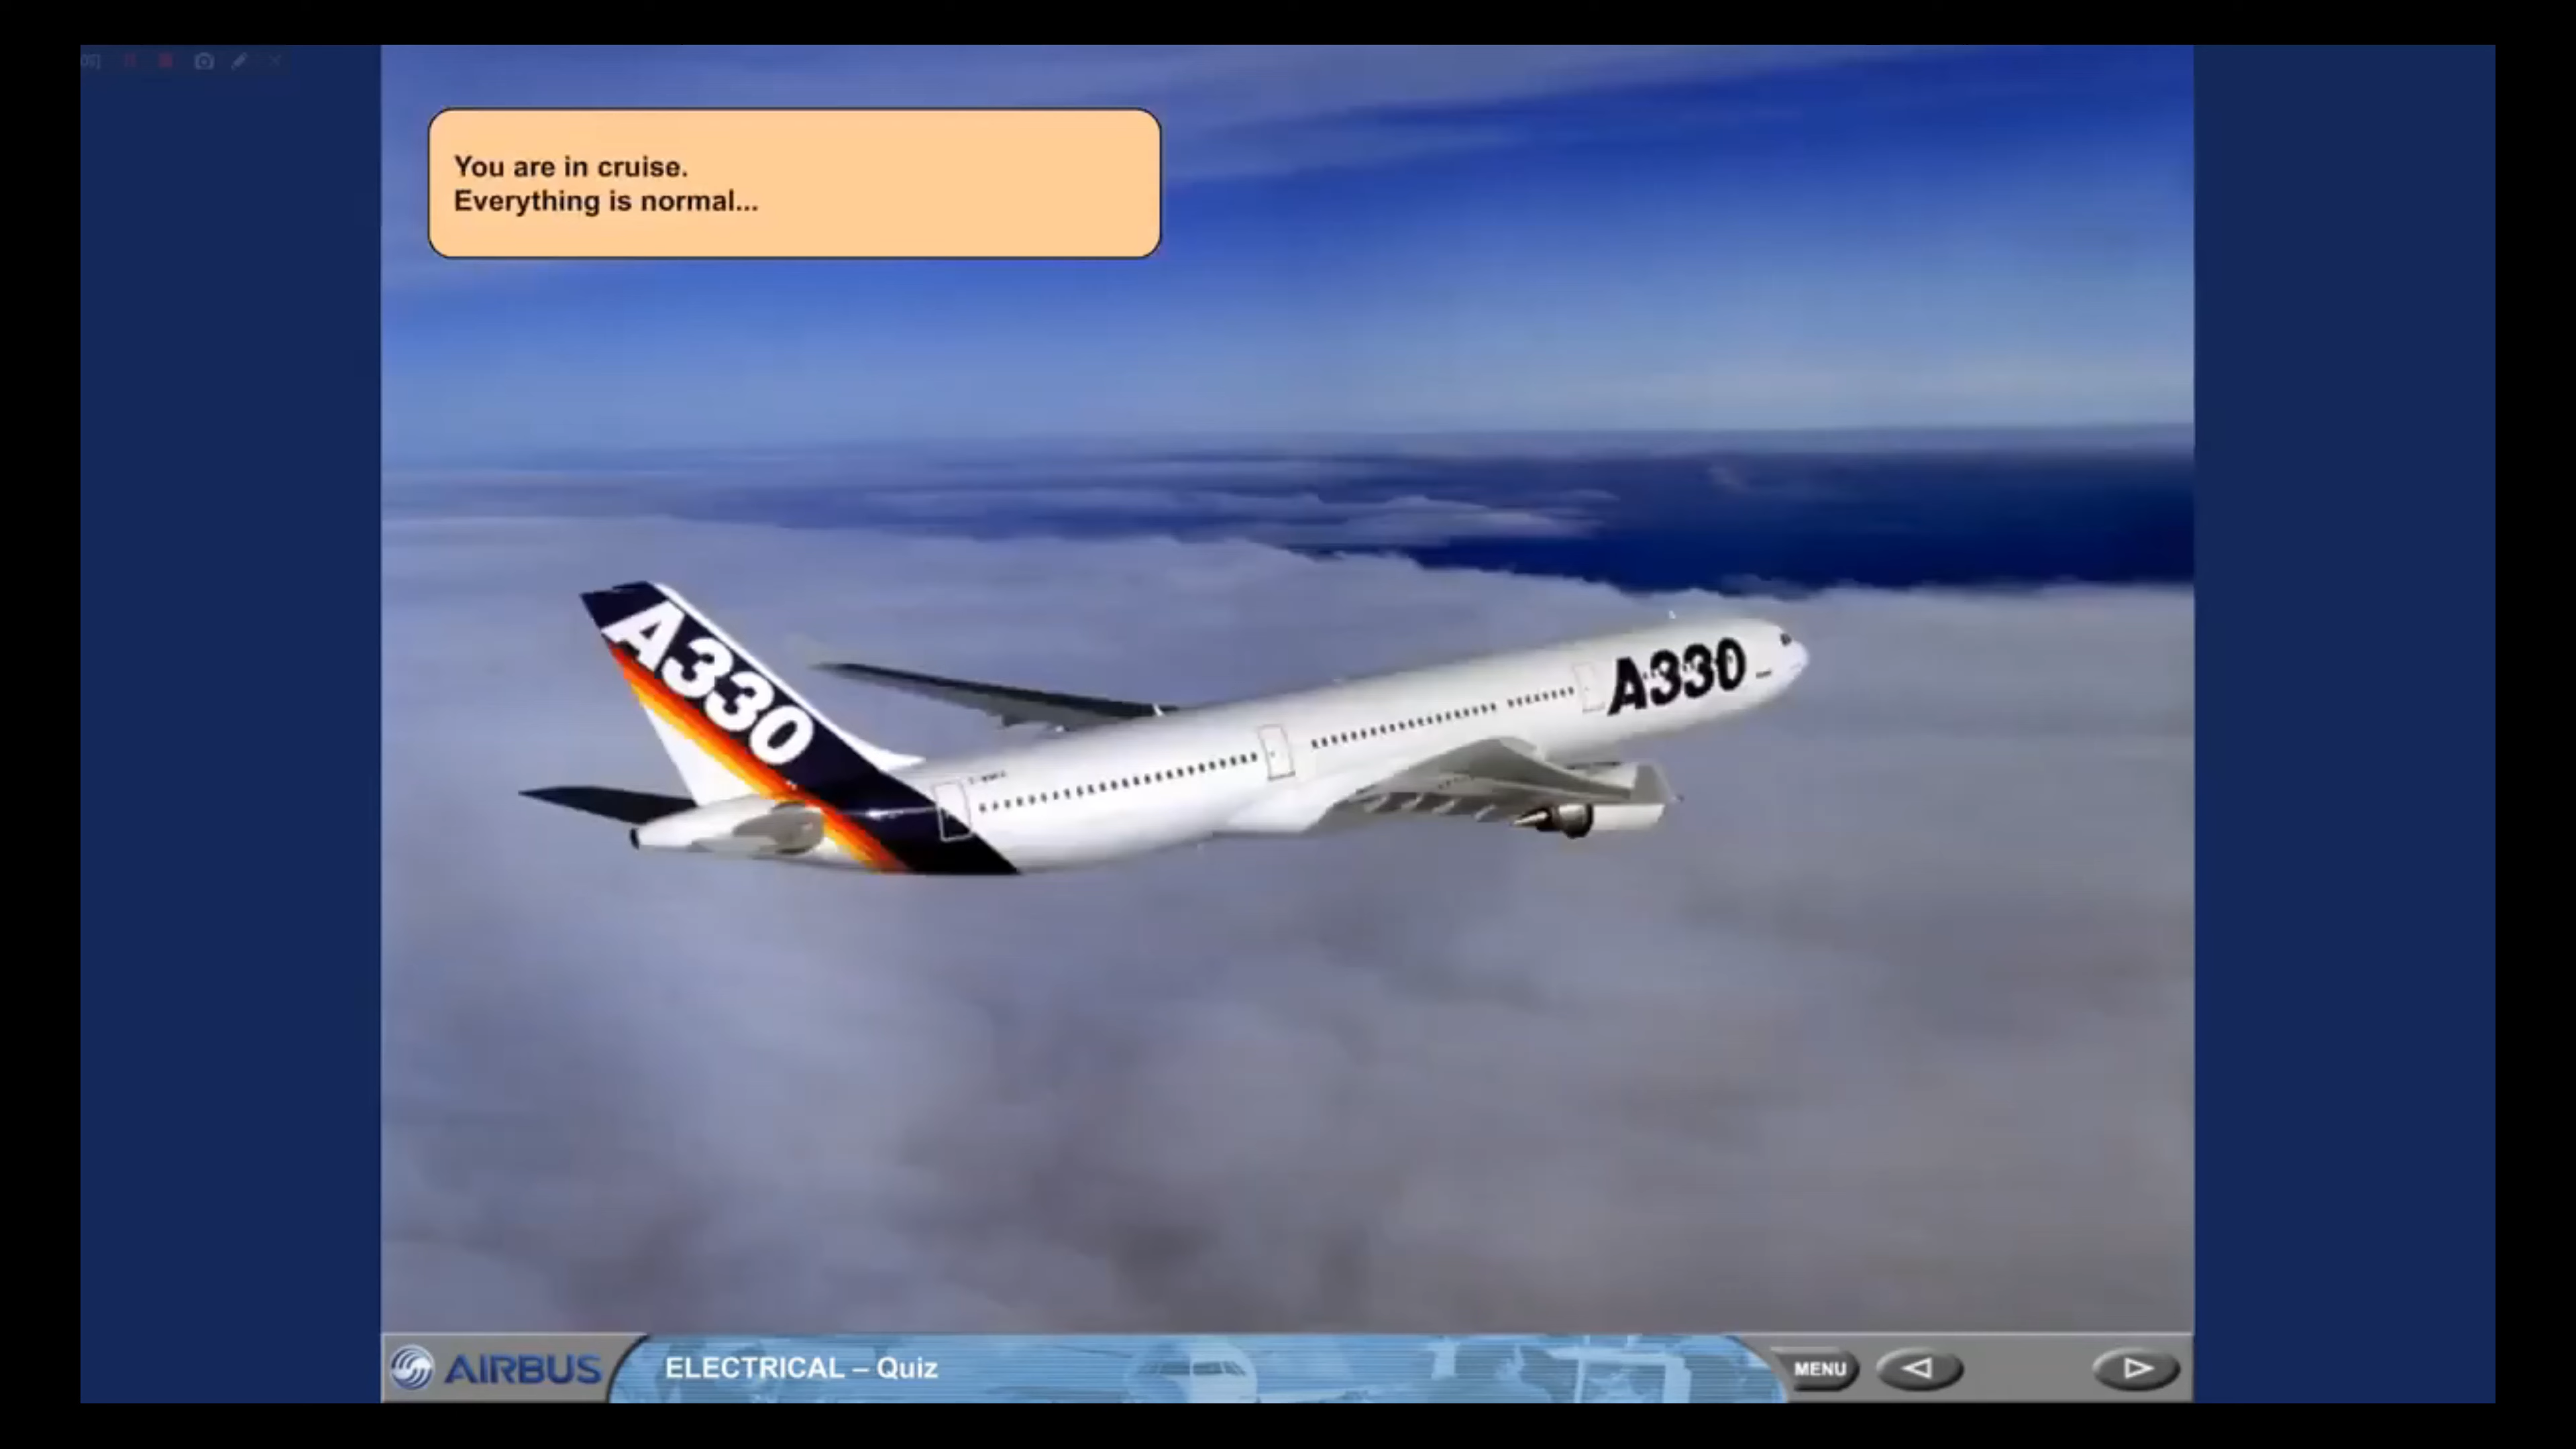 You are in cruise.
Everything is normal...
A330
A330
AIRBUS
ELECTRICAL – Quiz
MENU